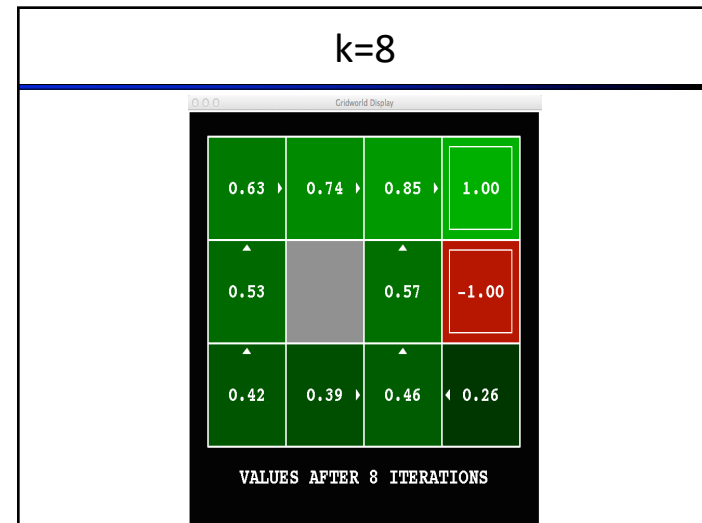 k=8
Gridworld Display
0.63 0.74 0.85 1.00
0.53 0.57 -1.00
0.42 0.39 0.46 0.26
VALUES AFTER 8 ITERATIONS